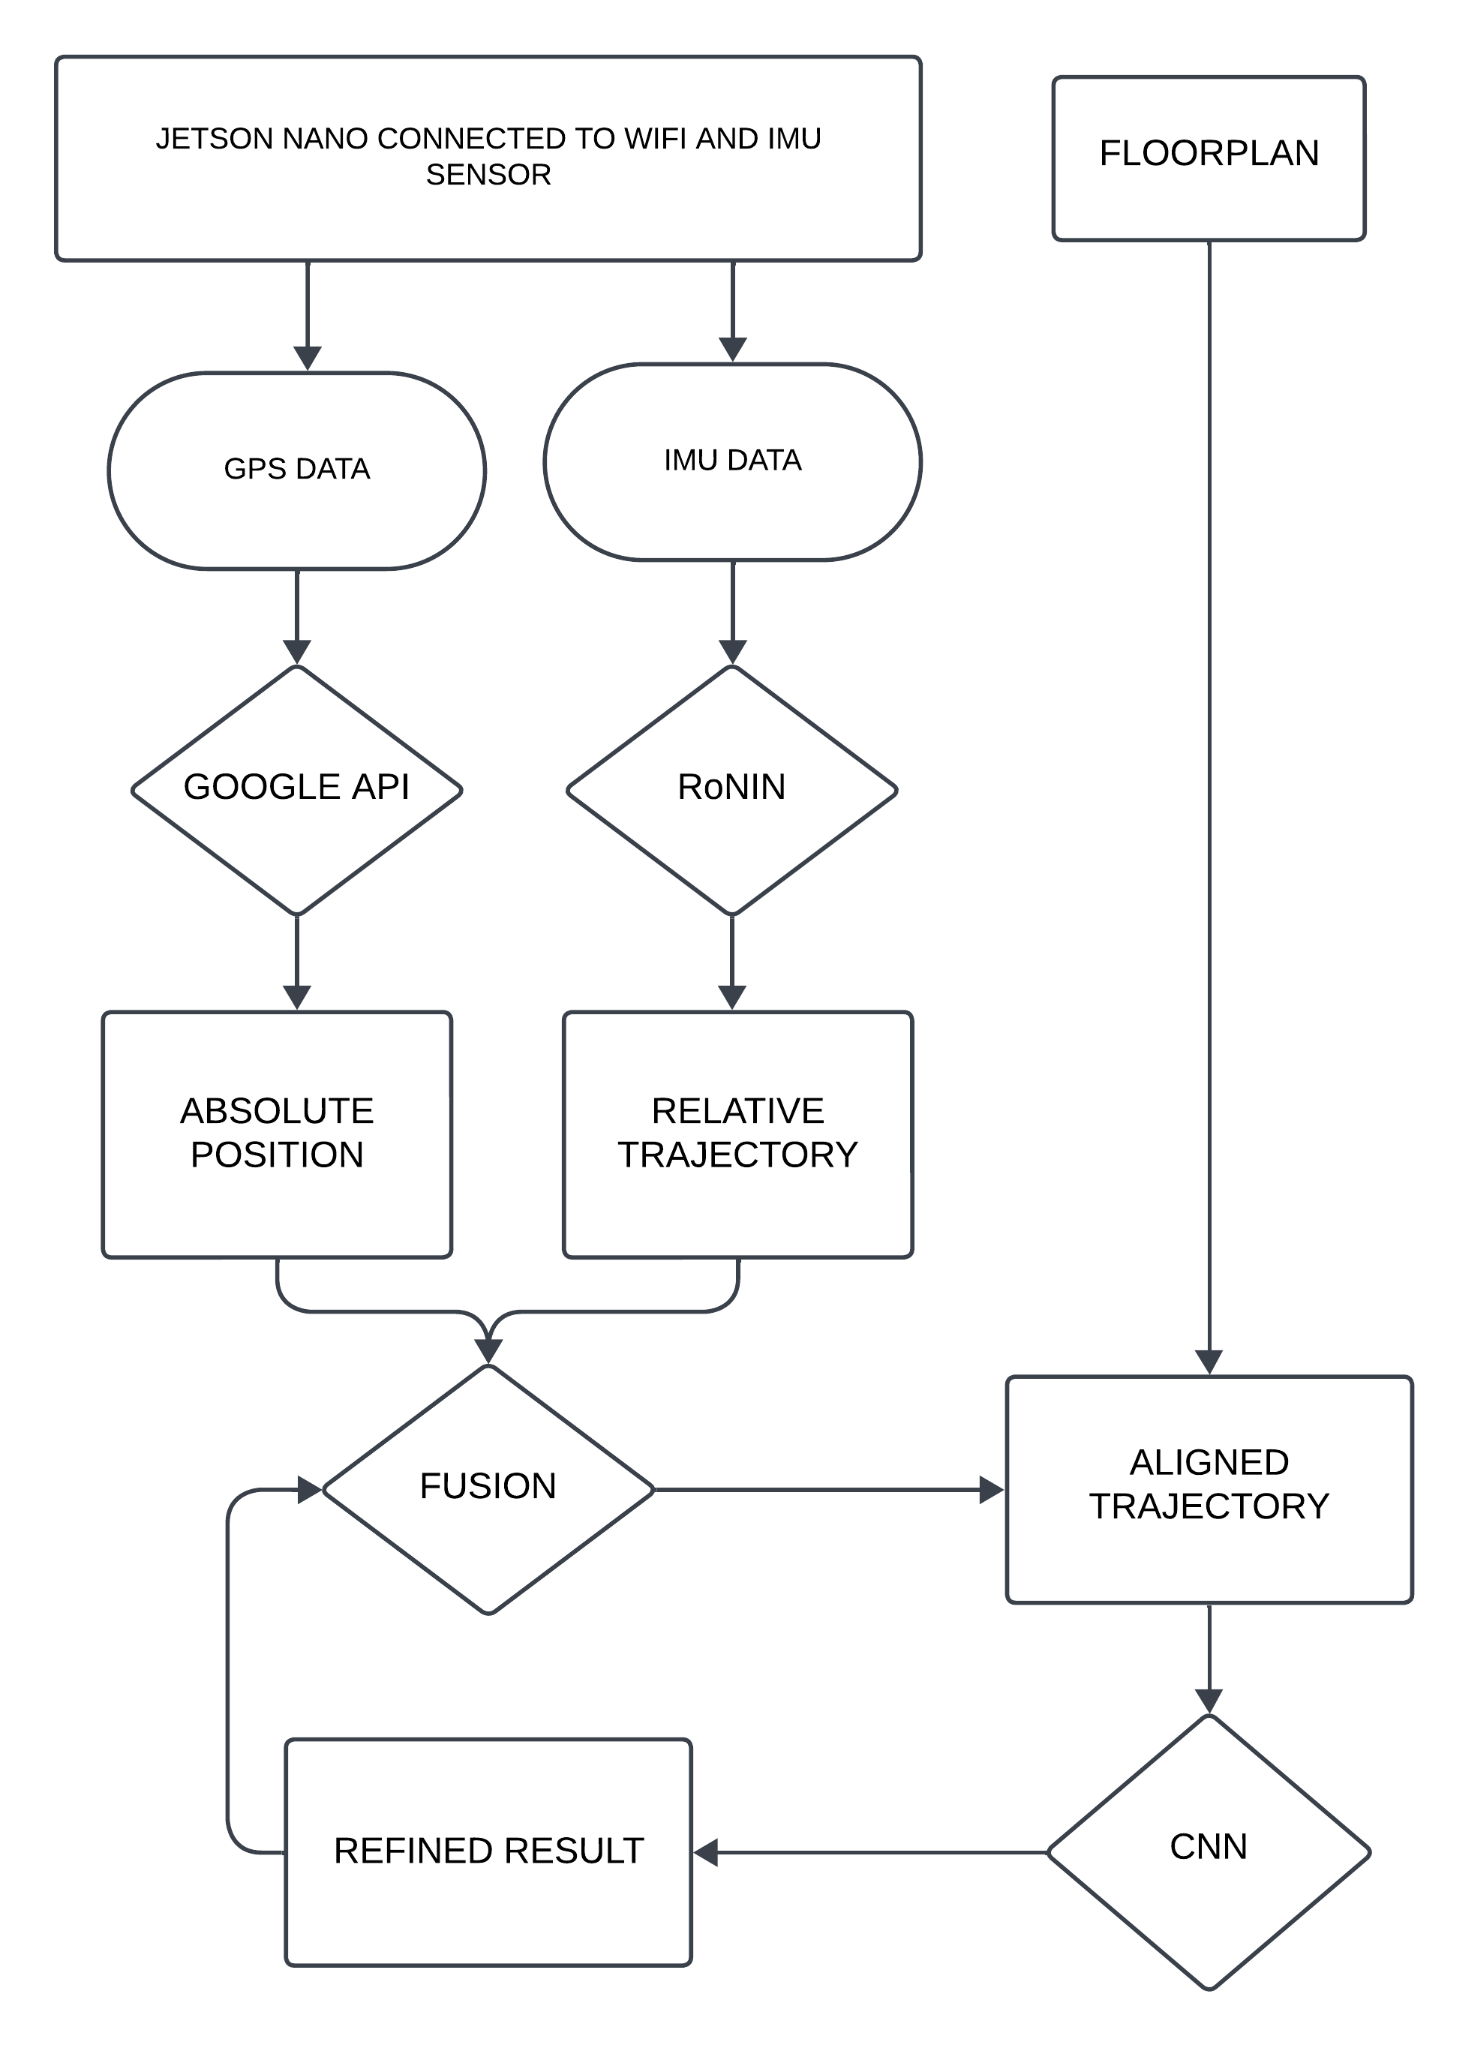 JETSON NANO CONNECTED TO WIFI AND IMU
SENSOR
FLOORPLAN
GPS DATA
IMU DATA
GOOGLE API
RoNIN
ABSOLUTE
POSITION
RELATIVE
TRAJECTORY
FUSION
ALIGNED
TRAJECTORY
REFINED RESULT
CNN